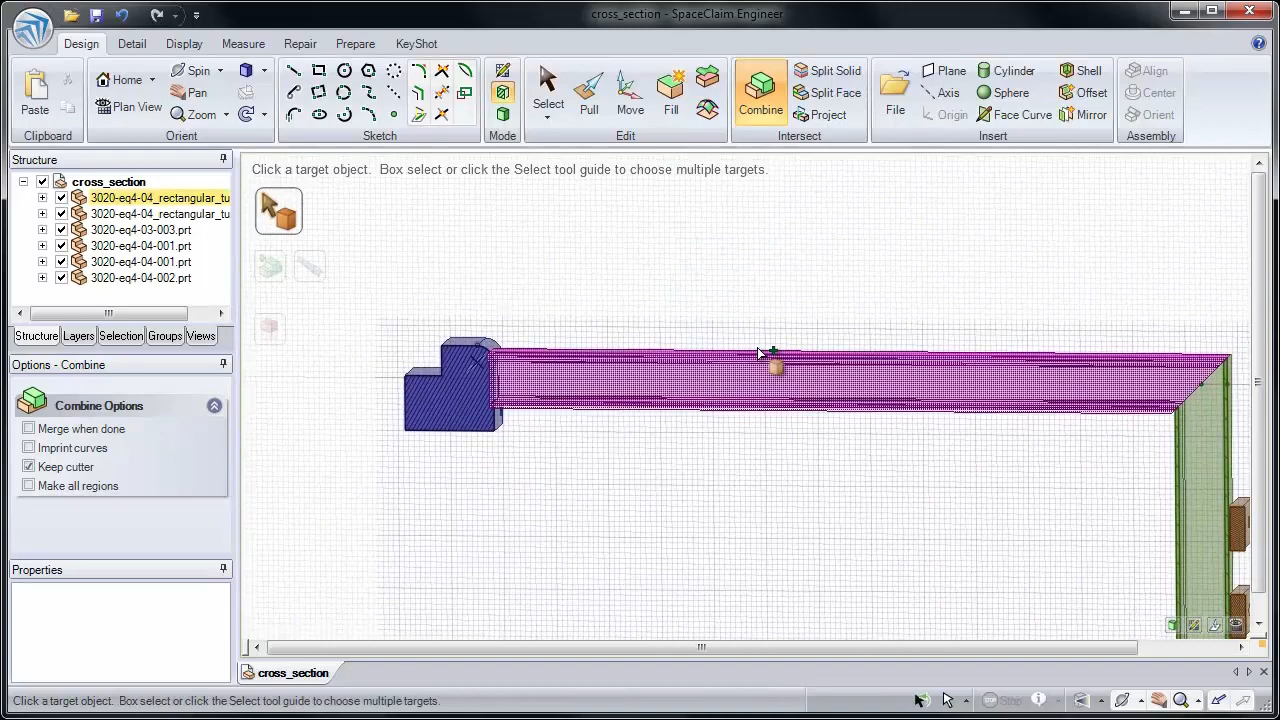 cross_section - SpaceClaim Engineer
Design Detail Display Measure Repair Prepare KeyShot
Paste
Clipboard
Home Spin
Plan View Pan
Zoom
Orient
Sketch
Mode
Select Pull Move Fill
Edit
Combine
Split Solid
Split Face
Project
Intersect
File
Plane Cylinder Shell
Axis Sphere Offset
Origin Face Curve Mirror
Insert
Align
Center
Orient
Assembly
Structure
cross_section
3020-eq4-04_rectangular_tu
3020-eq4-04_rectangular_tu
3020-eq4-03-003.prt
3020-eq4-04-001.prt
3020-eq4-04-001.prt
3020-eq4-04-002.prt
Structure Layers Selection Groups Views
Options - Combine
Combine Options
Merge when done
Imprint curves
Keep cutter
Make all regions
Properties
Click a target object. Box select or click the Select tool guide to choose multiple targets.
cross_section
Click a target object. Box select or click the Select tool guide to choose multiple targets.
Stop